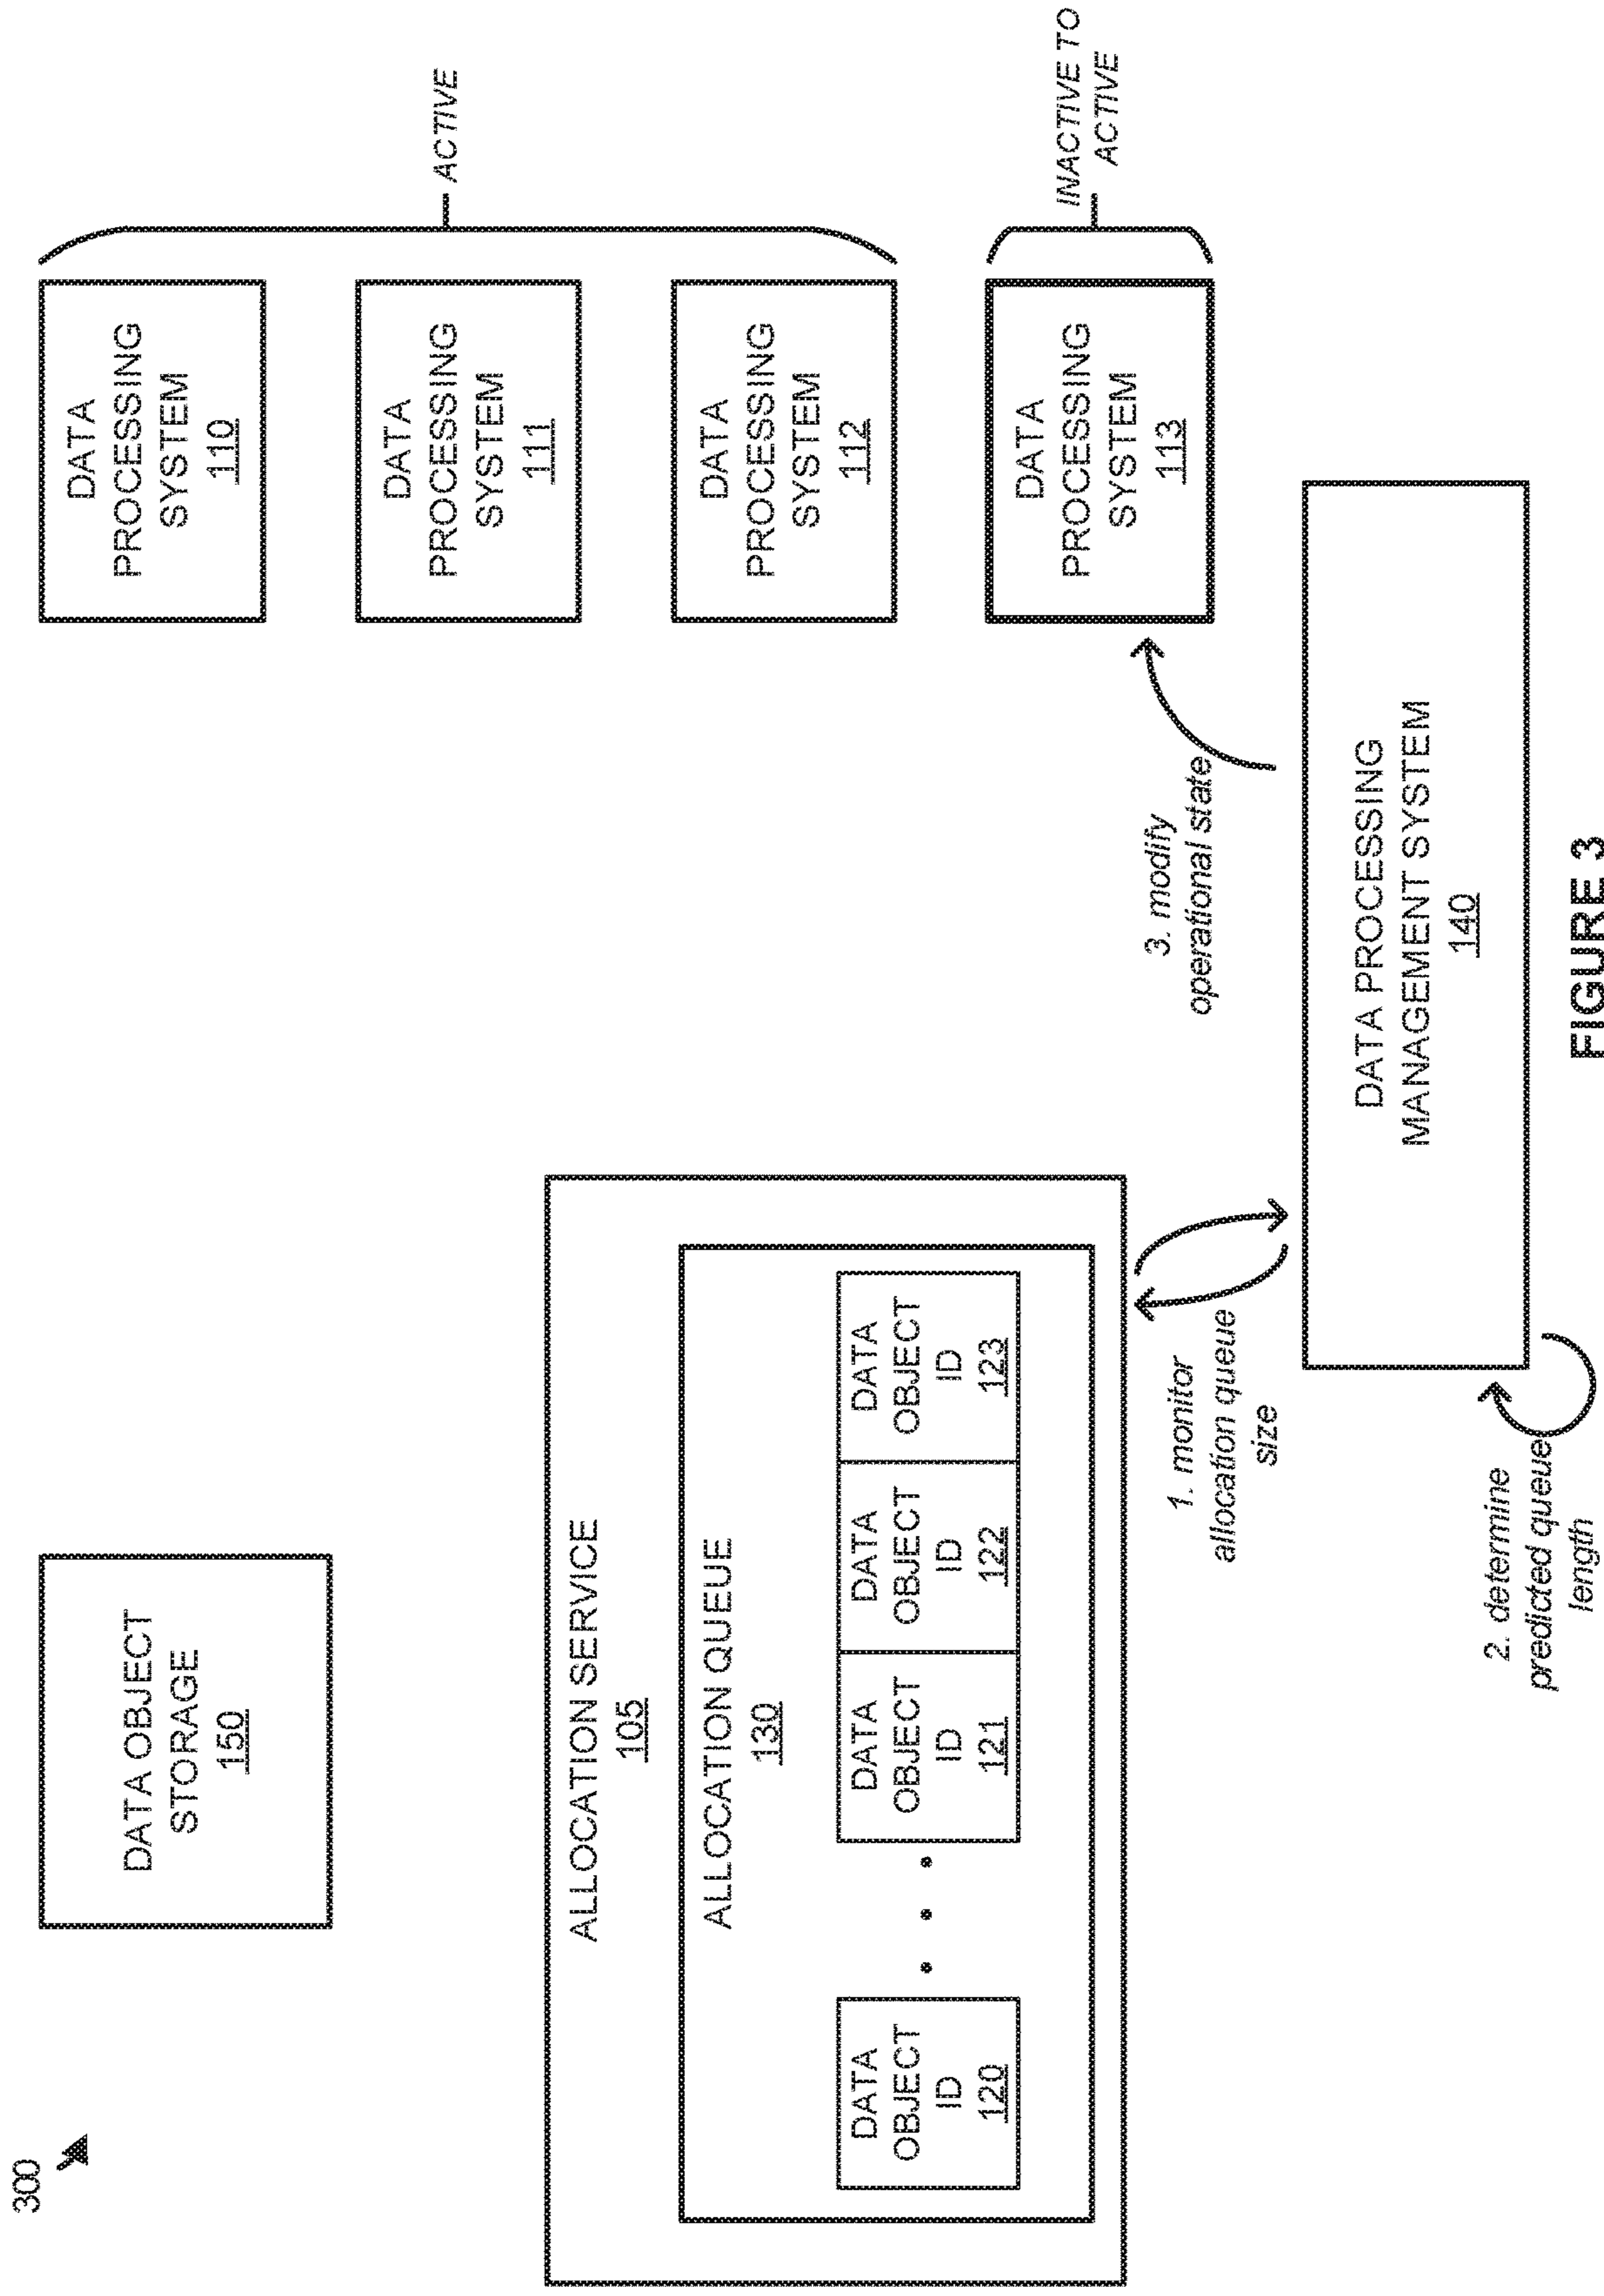 300
DATA OBJECT
STORAGE
150
ALLOCATION SERVICE
105
ALLOCATION QUEUE
130
DATA
OBJECT
ID
120
DATA
OBJECT
ID
121
DATA
OBJECT
ID
122
DATA
OBJECT
ID
123
DATA
PROCESSING
SYSTEM
110
DATA
PROCESSING
SYSTEM
111
DATA
PROCESSING
SYSTEM
112
DATA
PROCESSING
SYSTEM
113
ACTIVE
INACTIVE TO
ACTIVE
1. monitor
allocation queue
size
2. determine
predicted queue
length
3. modify
operational state
DATA PROCESSING
MANAGEMENT SYSTEM
140
FIGURE 3